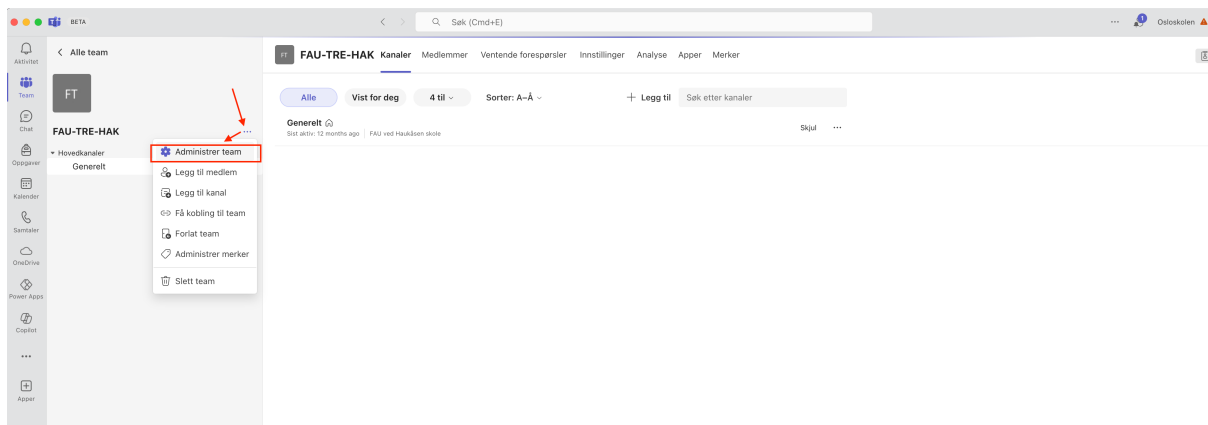 BETA
Søk (Cmd+E)
1
Osloskolen
Aktivitet
Team
Chat
Oppgaver
Kalender
Samtaler
OneDrive
Power Apps
Copilot
Apper
Alle team
FT
FAU-TRE-HAK
Hovedkanaler
Generelt
Administrer team
Legg til medlem
Legg til kanal
Få kobling til team
Forlat team
Administrer merker
Slett team
FT FAU-TRE-HAK Kanaler Medlemmer Ventende forespørsler Innstillinger Analyse Apper Merker
Alle Vist for deg 4 til Sorter: A–Å + Legg til Søk etter kanaler
Generelt
Sist aktiv: 12 months ago FAU ved Haukåsen skole
Skjul